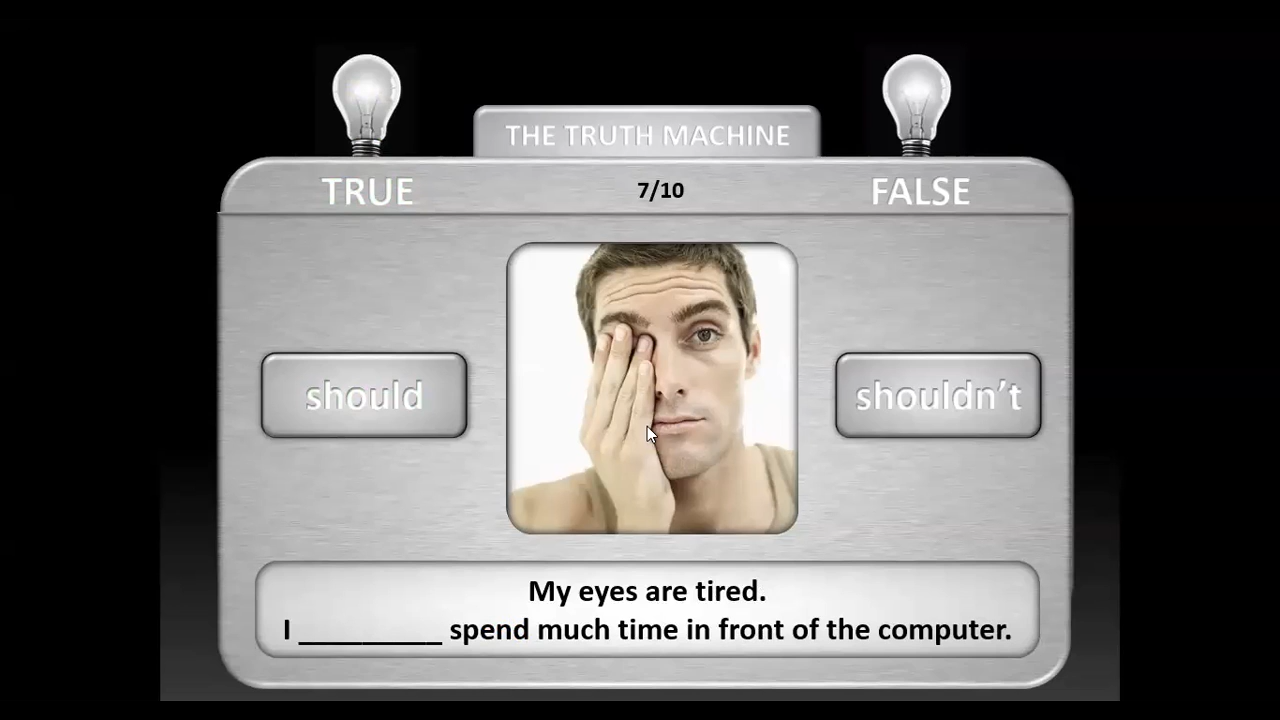 THE TRUTH MACHINE
TRUE
7/10
FALSE
should
shouldn't
My eyes are tired.
I _________ spend much time in front of the computer.